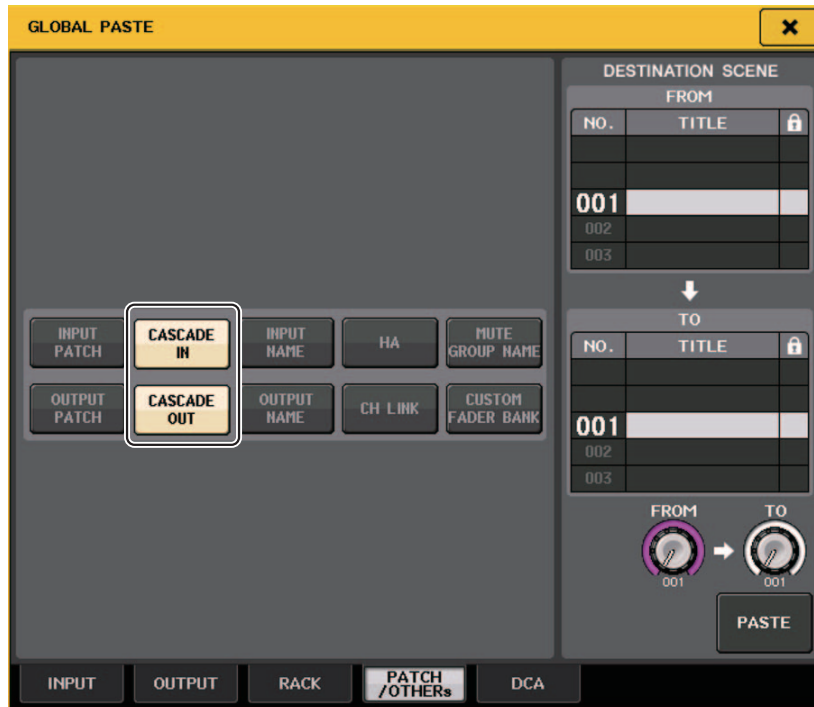 GLOBAL PASTE
DESTINATION SCENE
FROM
NO. TITLE
001
002
003
TO
NO. TITLE
001
002
003
INPUT PATCH
CASCADE IN
INPUT NAME
HA
MUTE GROUP NAME
OUTPUT PATCH
CASCADE OUT
OUTPUT NAME
CH LINK
CUSTOM FADER BANK
FROM TO
001 001
PASTE
INPUT
OUTPUT
RACK
PATCH /OTHERs
DCA